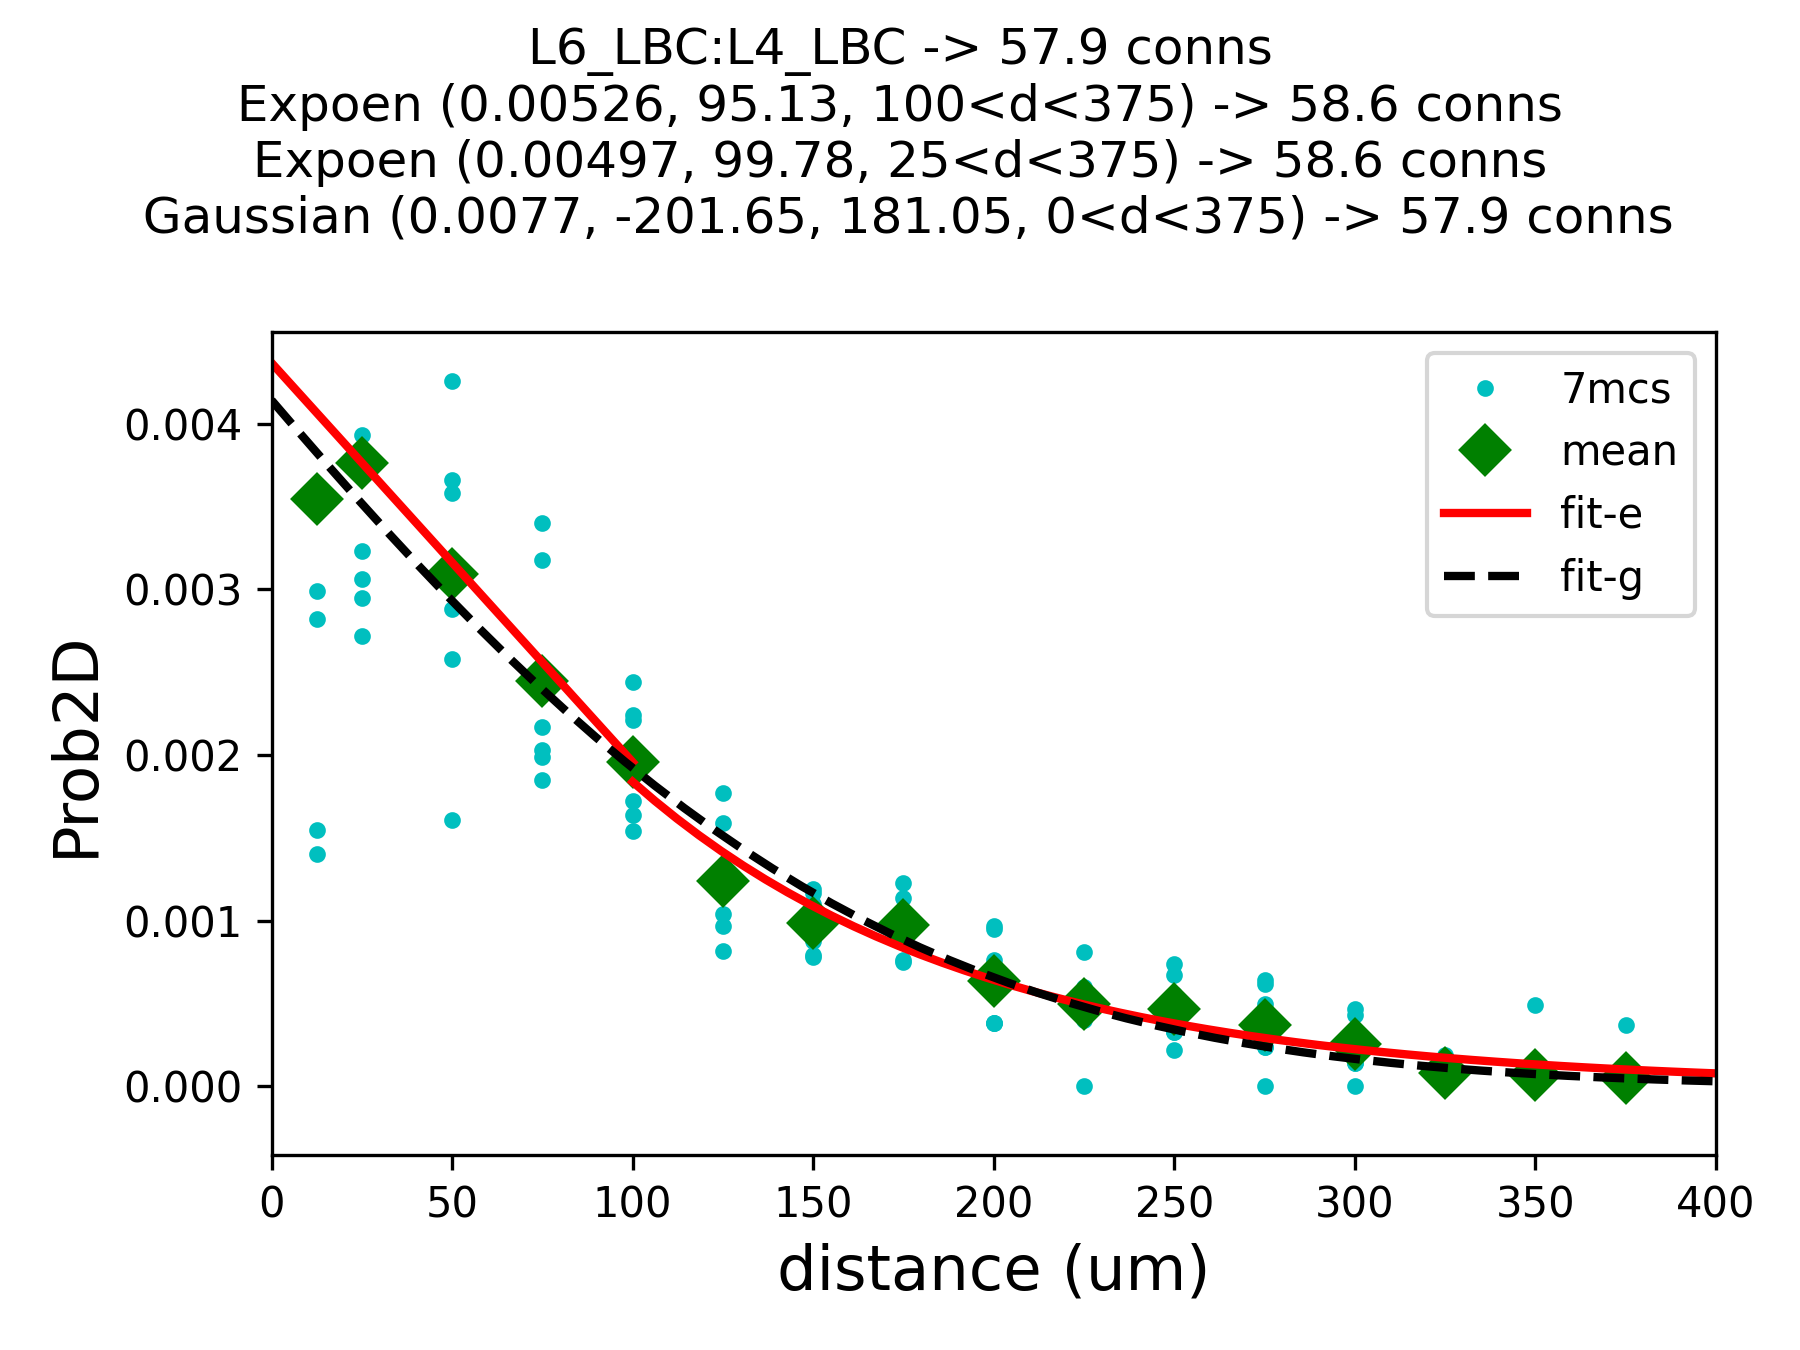 L6_LBC:L4_LBC -> 57.9 conns
Expoen (0.00526, 95.13, 100<d<375) -> 58.6 conns
Expoen (0.00497, 99.78, 25<d<375) -> 58.6 conns
Gaussian (0.0077, -201.65, 181.05, 0<d<375) -> 57.9 conns
7mcs
mean
fit-e
fit-g
Prob2D
0.004
0.003
0.002
0.001
0.000
0 50 100 150 200 250 300 350 400
distance (um)